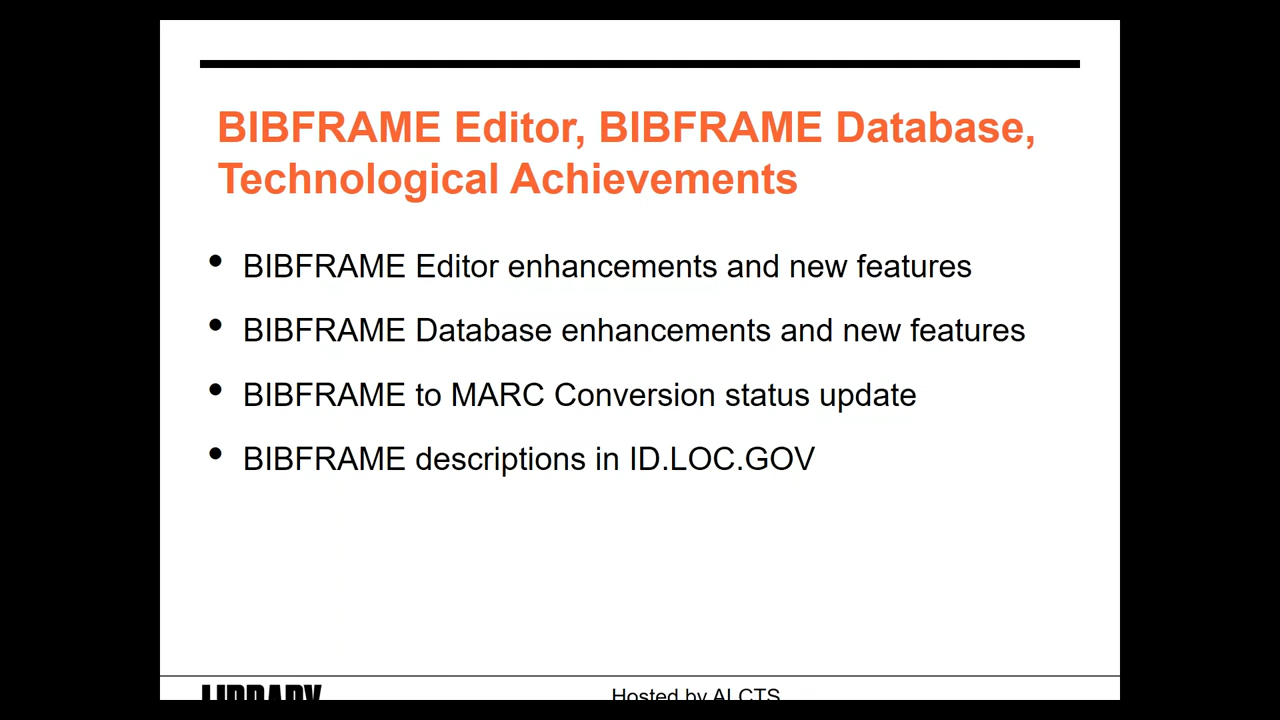 BIBFRAME Editor, BIBFRAME Database,
Technological Achievements
• BIBFRAME Editor enhancements and new features
• BIBFRAME Database enhancements and new features
• BIBFRAME to MARC Conversion status update
• BIBFRAME descriptions in ID.LOC.GOV
LIBRARY
Hosted by ALCTS